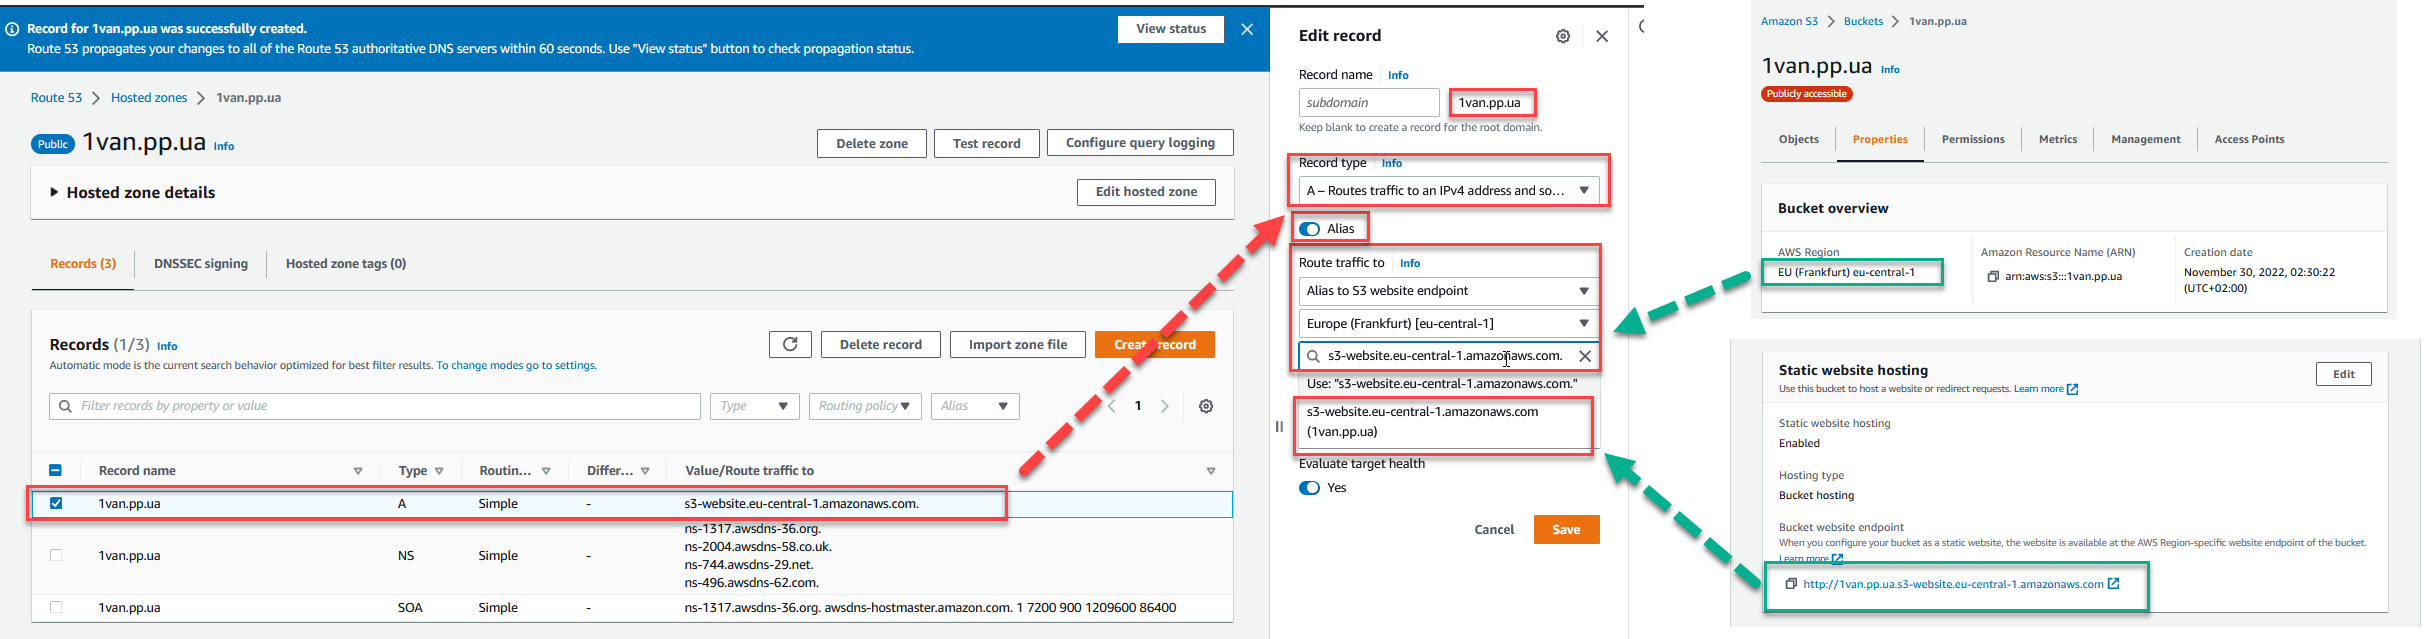 Record for 1van.pp.ua was successfully created.
Route 53 propagates your changes to all of the Route 53 authoritative DNS servers within 60 seconds. Use "View status" button to check propagation status.
View status
Route 53
Hosted zones
1van.pp.ua
Public
1van.pp.ua
Info
Delete zone
Test record
Configure query logging
Hosted zone details
Edit hosted zone
Records (3)
DNSSEC signing
Hosted zone tags (0)
Records (1/3)
Info
Delete record
Import zone file
Create record
Automatic mode is the current search behavior optimized for best filter results. To change modes go to settings.
Filter records by property or value
Type
Routing policy
Alias
1
Record name
Type
Routin...
Differ...
Value/Route traffic to
1van.pp.ua
A
Simple
-
s3-website.eu-central-1.amazonaws.com.
1van.pp.ua
NS
Simple
-
ns-1317.awsdns-36.org.
ns-2004.awsdns-58.co.uk.
ns-744.awsdns-29.net.
ns-496.awsdns-62.com.
1van.pp.ua
SOA
Simple
-
ns-1317.awsdns-36.org. awsdns-hostmaster.amazon.com. 1 7200 900 1209600 86400
Edit record
Record name
Info
subdomain
1van.pp.ua
Keep blank to create a record for the root domain.
Record type
Info
A – Routes traffic to an IPv4 address and so...
Alias
Route traffic to
Info
Alias to S3 website endpoint
Europe (Frankfurt) [eu-central-1]
s3-website.eu-central-1.amazonaws.com.
Use: "s3-website.eu-central-1.amazonaws.com."
s3-website.eu-central-1.amazonaws.com
(1van.pp.ua)
Evaluate target health
Yes
Cancel
Save
Amazon S3
Buckets
1van.pp.ua
1van.pp.ua
Info
Publicly accessible
Objects
Properties
Permissions
Metrics
Management
Access Points
Bucket overview
AWS Region
EU (Frankfurt) eu-central-1
Amazon Resource Name (ARN)
arn:aws:s3:::1van.pp.ua
Creation date
November 30, 2022, 02:30:22
(UTC+02:00)
Static website hosting
Edit
Use this bucket to host a website or redirect requests. Learn more
Static website hosting
Enabled
Hosting type
Bucket hosting
Bucket website endpoint
When you configure your bucket as a static website, the website is available at the AWS Region-specific website endpoint of the bucket.
Learn more
http://1van.pp.ua.s3-website.eu-central-1.amazonaws.com